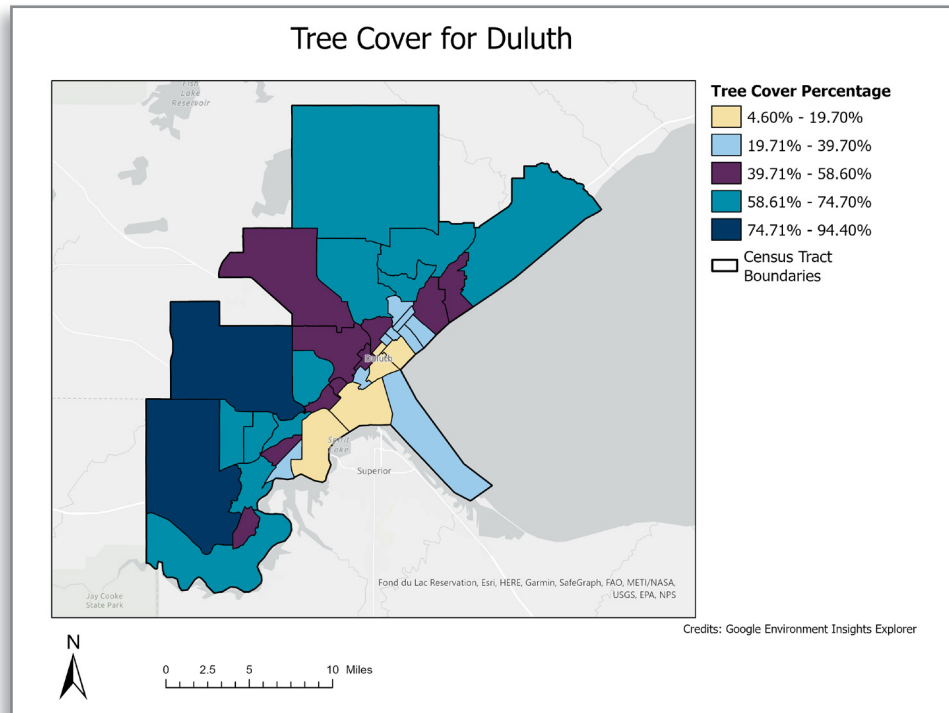 Tree Cover for Duluth
Fish
Lake
Reservoir
Duluth
Spirit
Lake
Superior
Jay Cooke
State Park
Fond du Lac Reservation, Esri, HERE, Garmin, SafeGraph, FAO, METI/NASA,
USGS, EPA, NPS
Tree Cover Percentage
4.60% - 19.70%
19.71% - 39.70%
39.71% - 58.60%
58.61% - 74.70%
74.71% - 94.40%
Census Tract
Boundaries
Credits: Google Environment Insights Explorer
N
0 2.5 5 10 Miles